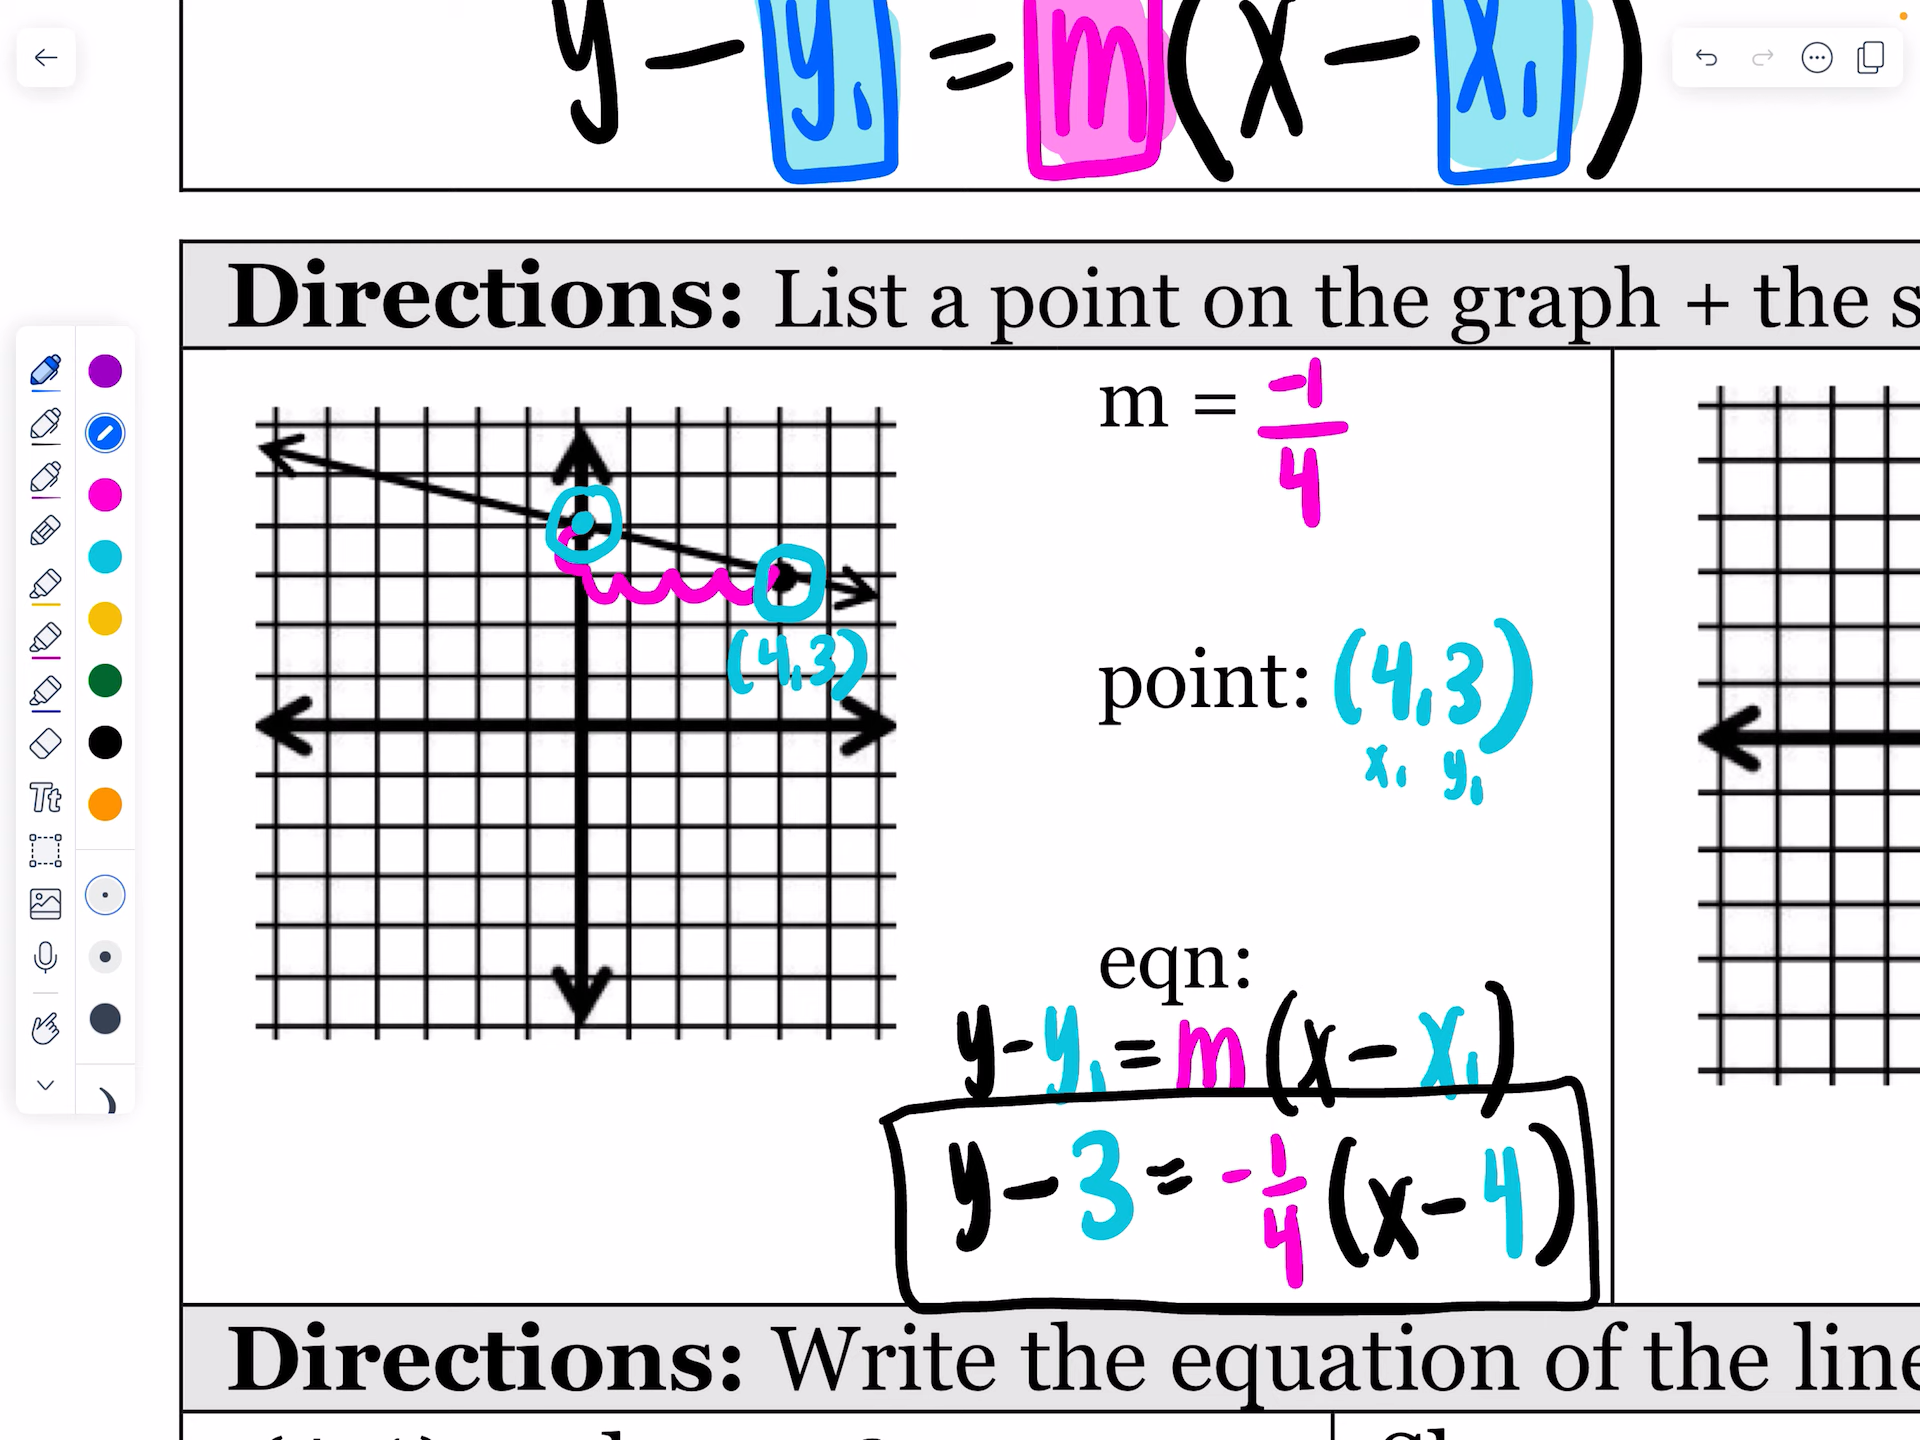 y - y₁ = m(x - x₁)
Directions: List a point on the graph + the s
m = -1/4
(4,3)
point: (4,3)
x₁ y₁
eqn:
y - y₁ = m(x - x₁)
y - 3 = -1/4(x - 4)
Directions: Write the equation of the line
Tt